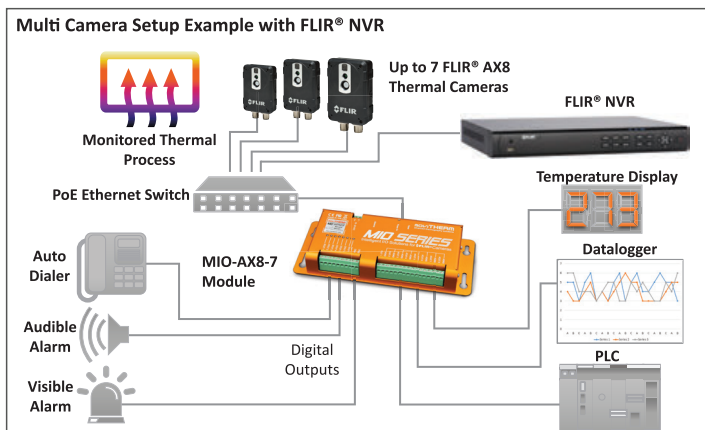 Multi Camera Setup Example with FLIR® NVR
Up to 7 FLIR® AX8
Thermal Cameras
FLIR
FLIR
FLIR
FLIR® NVR
Monitored Thermal
Process
PoE Ethernet Switch
Temperature Display
273
MIO SERIES
Auto
Dialer
MIO-AX8-7
Module
Datalogger
Audible
Alarm
Digital
Outputs
PLC
Visible
Alarm